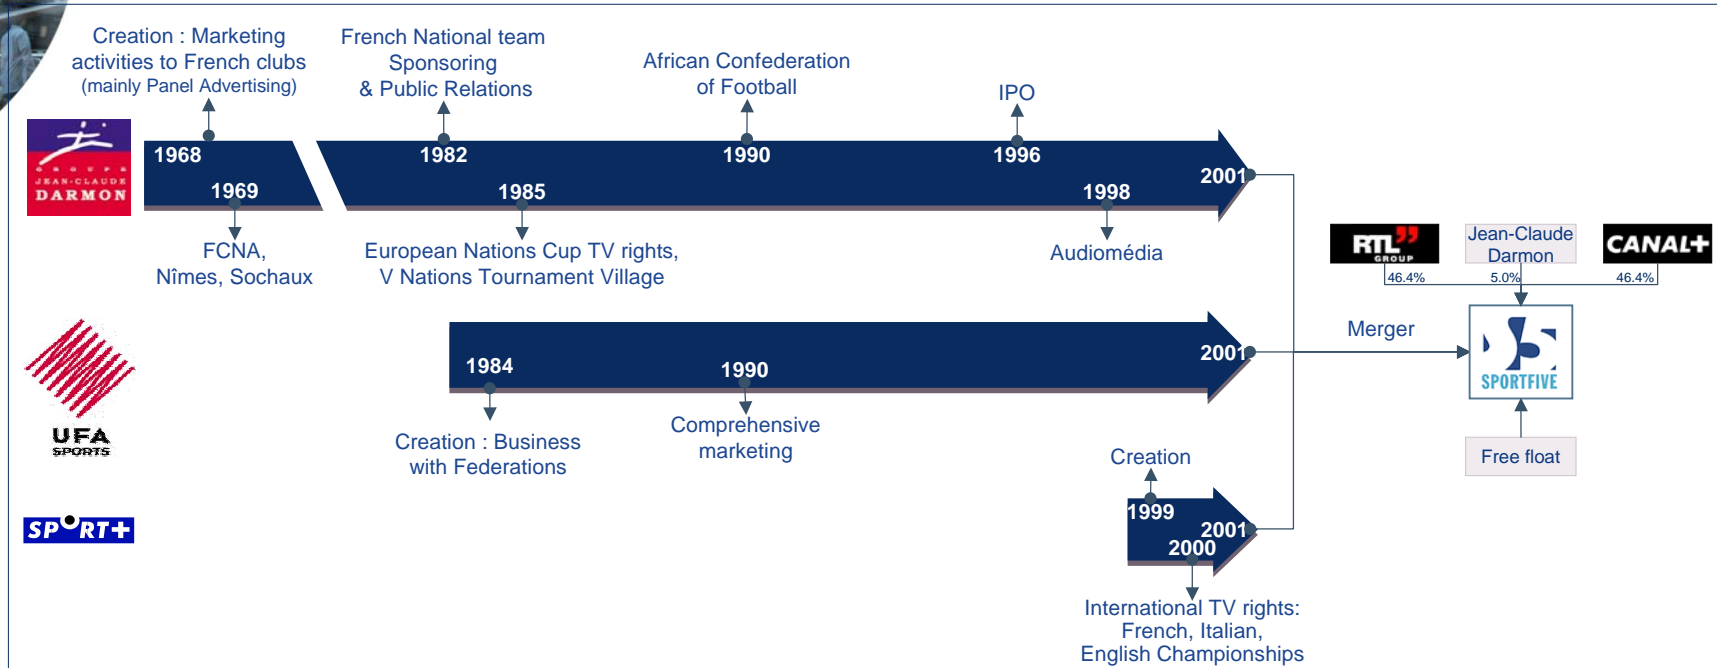 Creation : Marketing
activities to French clubs
(mainly Panel Advertising)
French National team
Sponsoring
& Public Relations
African Confederation
of Football
IPO
GROUPE
JEAN-CLAUDE
DARMON
1968
1982
1990
1996
2001
1969
1985
1998
FCNA,
Nîmes, Sochaux
European Nations Cup TV rights,
V Nations Tournament Village
Audiomédia
RTL
GROUP
Jean-Claude
Darmon
CANAL+
46.4%
5.0%
46.4%
UFA
SPORTS
1984
1990
2001
Creation : Business
with Federations
Comprehensive
marketing
Merger
SPORTFIVE
Free float
SPORT+
Creation
1999
2001
2000
International TV rights:
French, Italian,
English Championships